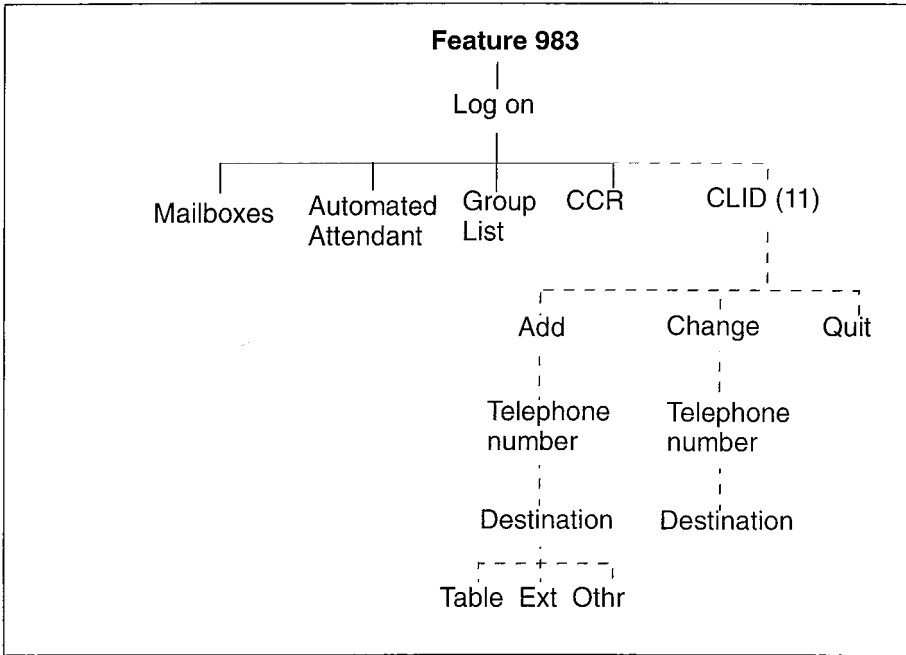 Feature 983
Log on
Mailboxes
Automated
Attendant
Group
List
CCR
CLID (11)
Add
Change
Quit
Telephone
number
Telephone
number
Destination
Destination
Table Ext Othr